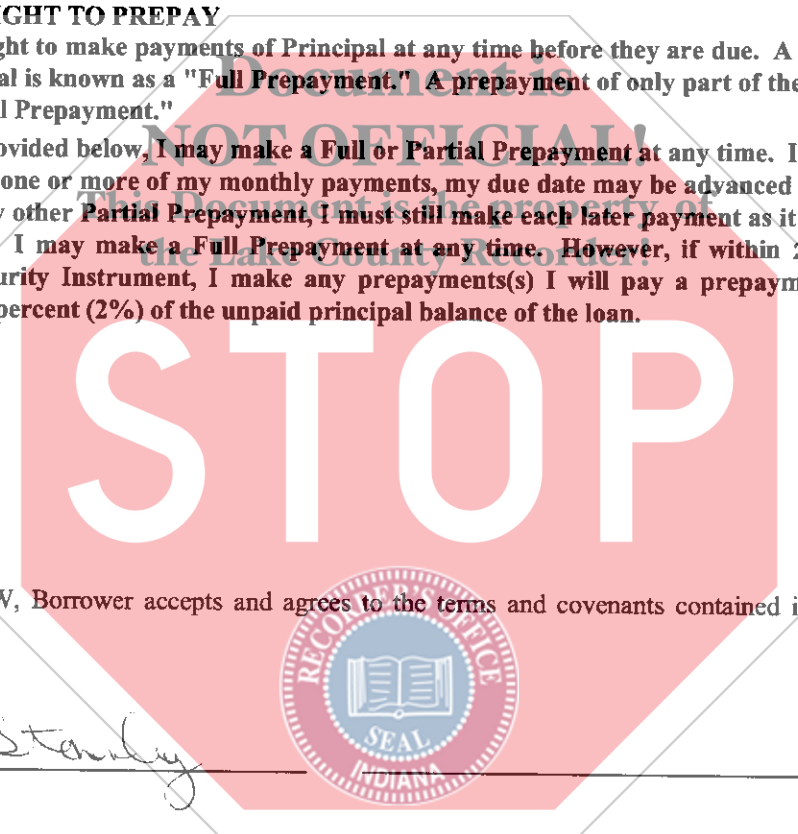 IGHT TO PREPAY
ght to make payments of Principal at any time before they are due. A
al is known as a "Full Prepayment." A prepayment of only part of the
l Prepayment."
Document is
NOT OFFICIAL!
This Document is the property of
the Lake County Recorder!
ovided below, I may make a Full or Partial Prepayment at any time. I
one or more of my monthly payments, my due date may be advanced
y other Partial Prepayment, I must still make each later payment as it
I may make a Full Prepayment at any time. However, if within 2
urity Instrument, I make any prepayments(s) I will pay a prepaym
percent (2%) of the unpaid principal balance of the loan.
STOP
W, Borrower accepts and agrees to the terms and covenants contained i
RECORDER'S OFFICE
SEAL
INDIANA
Stanley